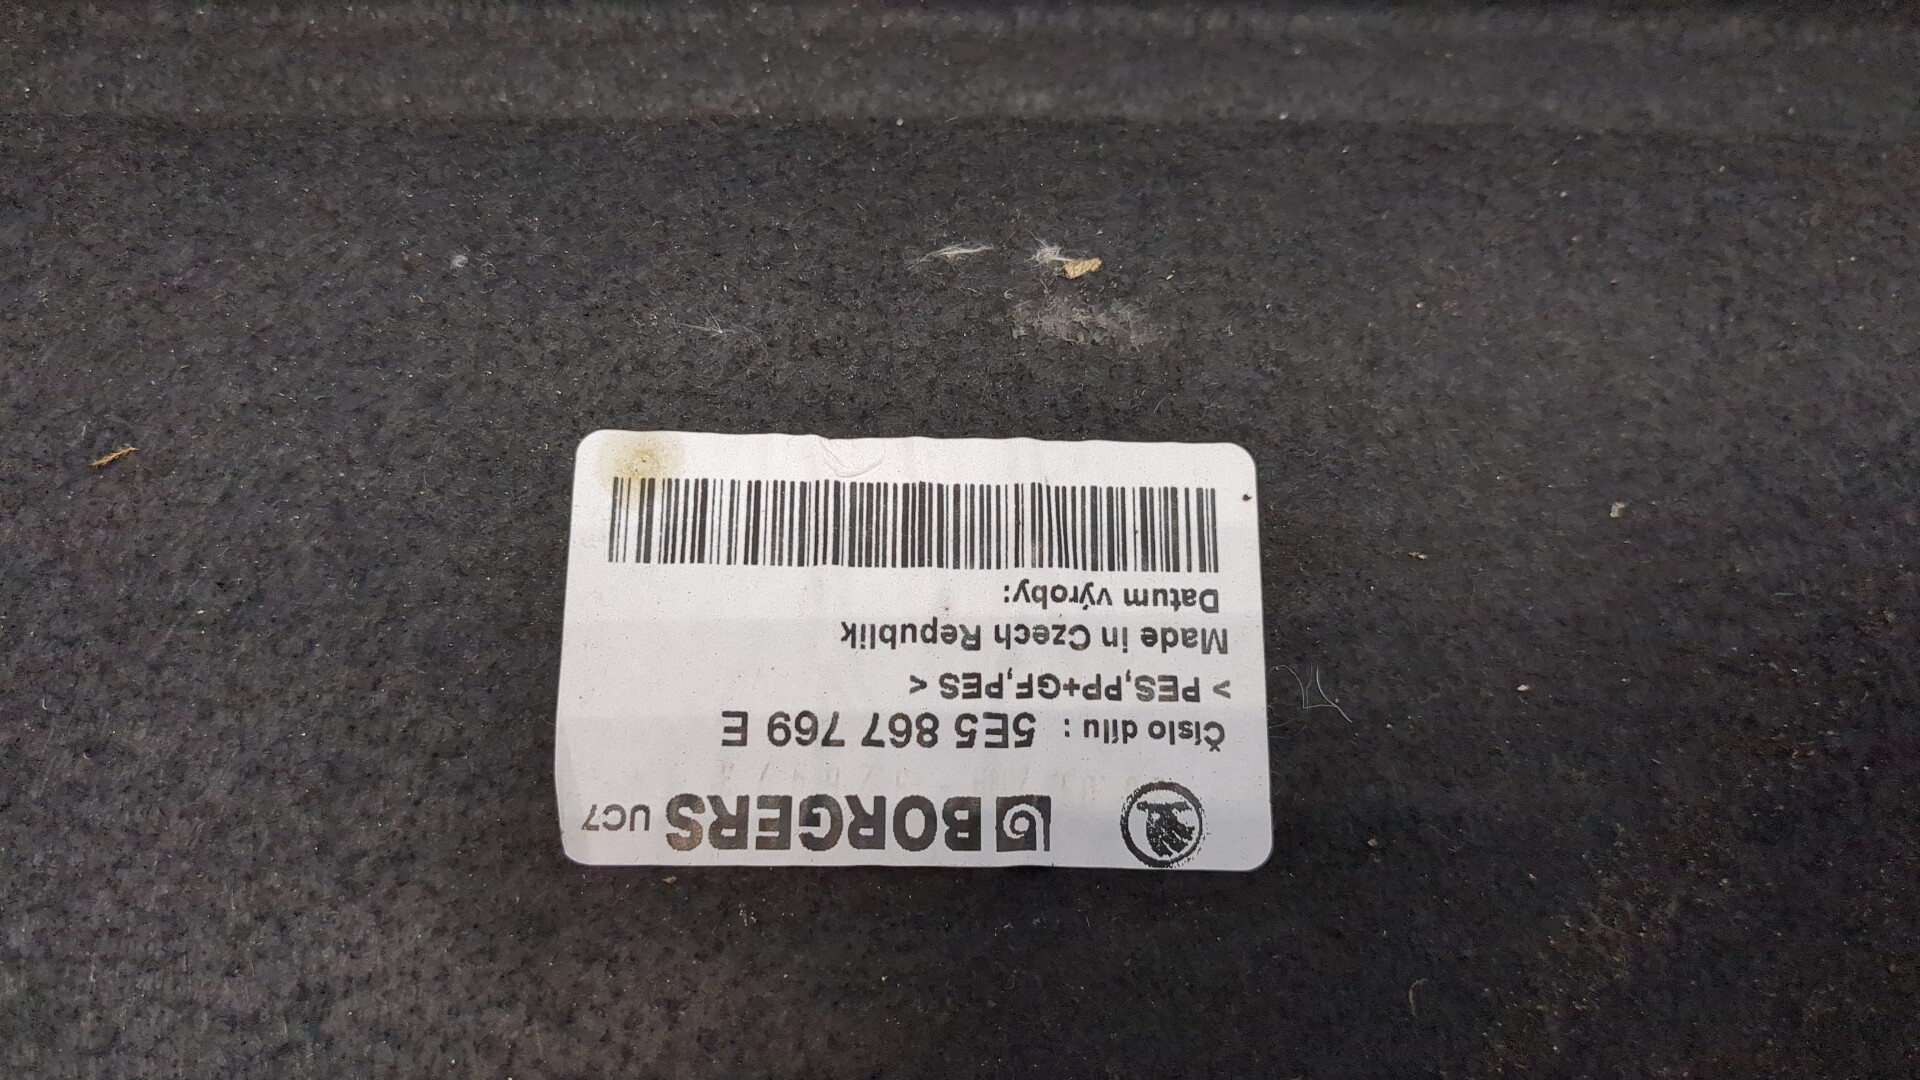 BORGERS UC7
Číslo dílu : 5E5 867 769 E
> PES,PP+GF,PES <
Made in Czech Republik
Datum výroby: